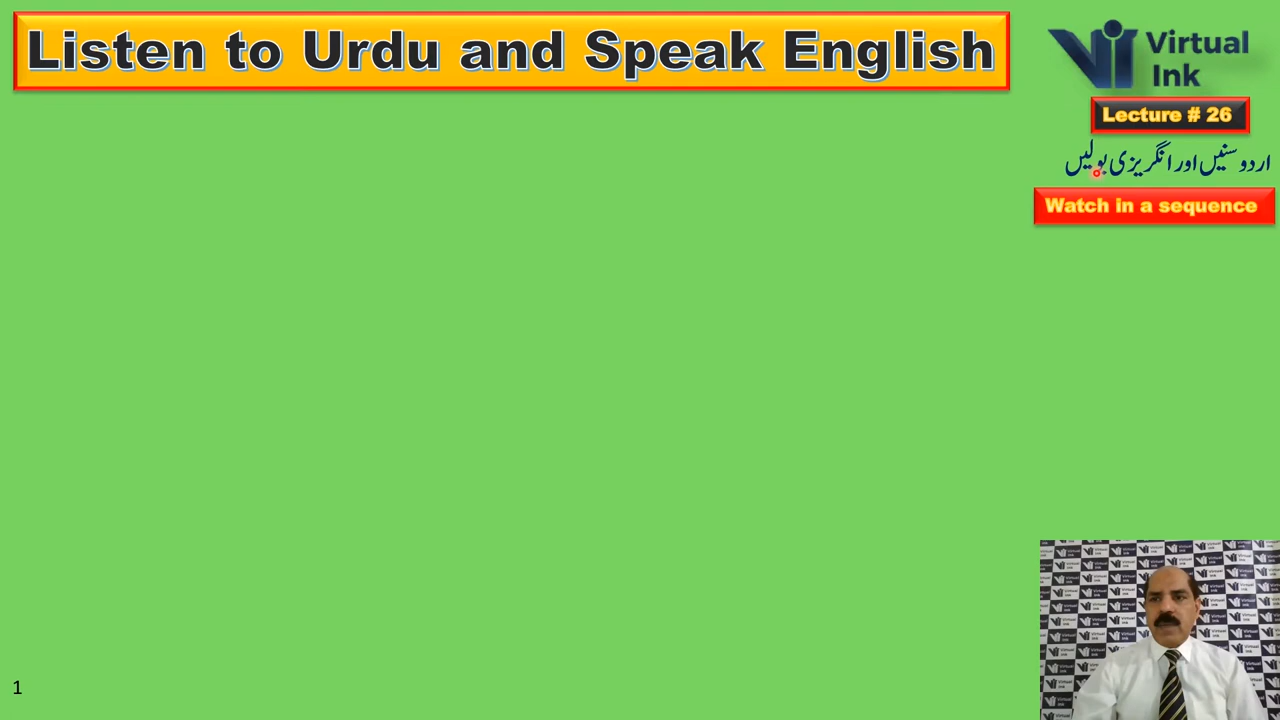 Listen to Urdu and Speak English
Virtual
Ink
Lecture # 26
اردو سنیں اور انگریزی بولیں
Watch in a sequence
1